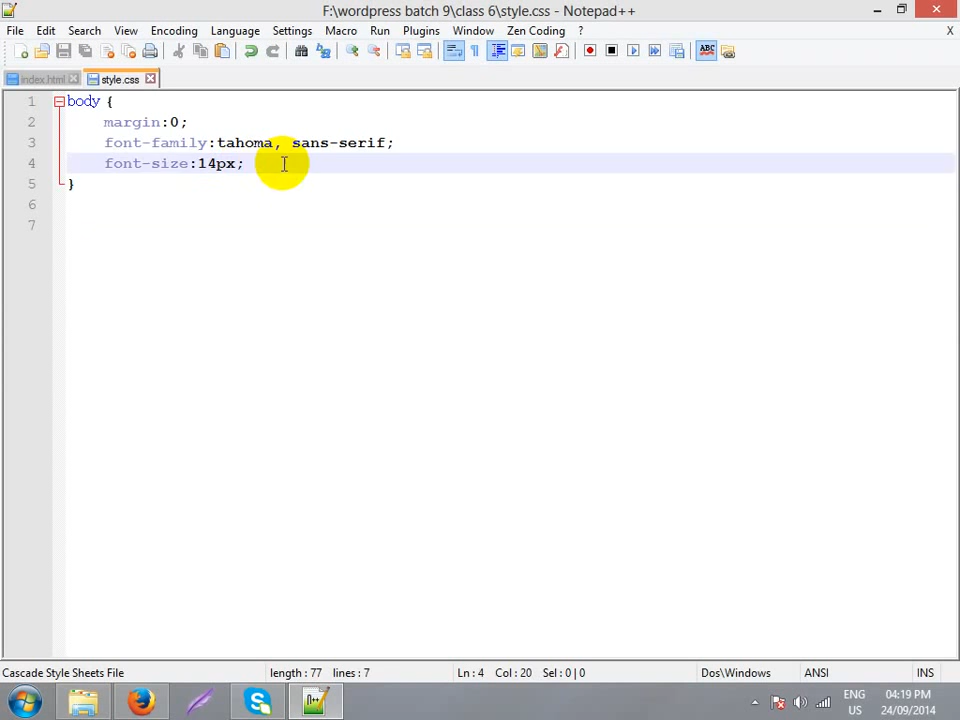 F:\wordpress batch 9\class 6\style.css - Notepad++
File Edit Search View Encoding Language Settings Macro Run Plugins Window Zen Coding ? X
index.html style.css
1 body {
2 margin:0;
3 font-family:tahoma, sans-serif;
4 font-size:14px;
5 }
6
7
Cascade Style Sheets File length : 77 lines : 7 Ln : 4 Col : 20 Sel : 0 | 0 Dos\Windows ANSI INS
ENG 04:19 PM
US 24/09/2014